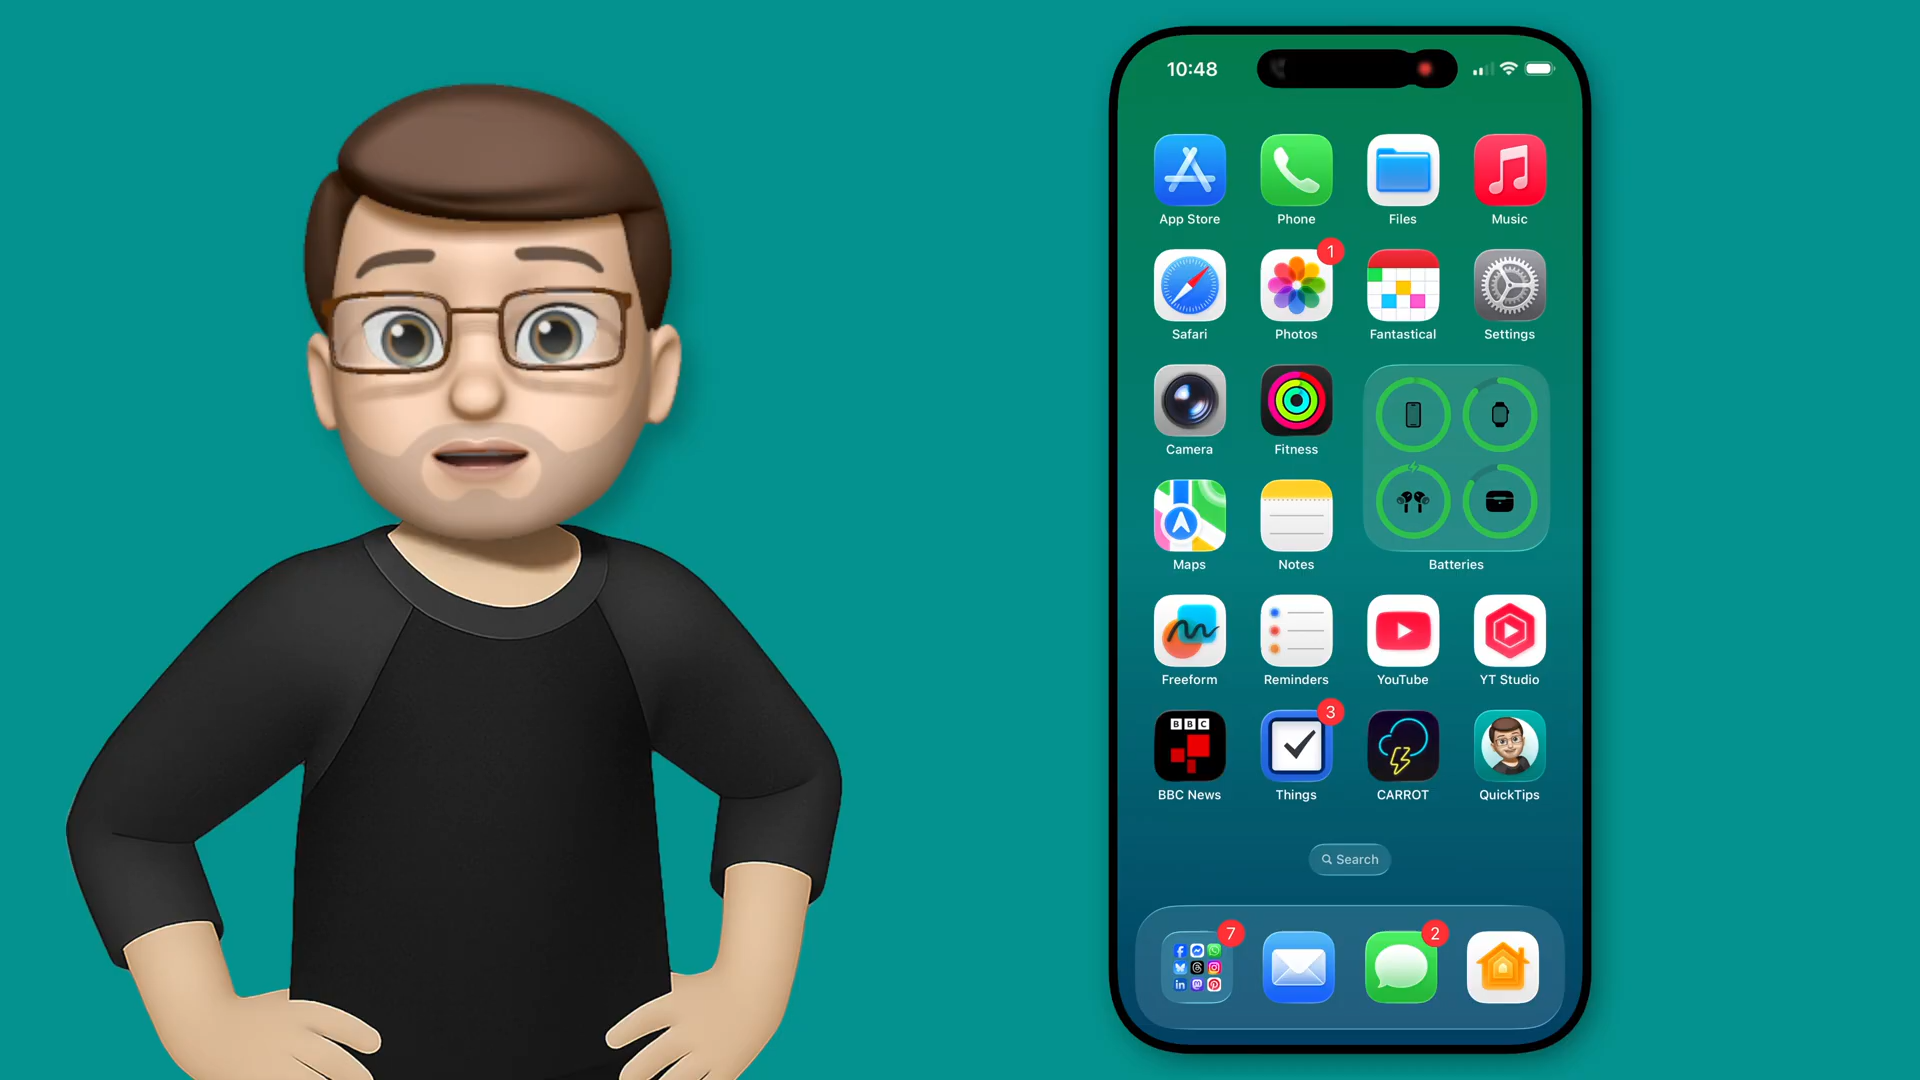 10:48
App Store Phone Files Music
1
Safari Photos Fantastical Settings
Camera Fitness
Maps Notes Batteries
Freeform Reminders YouTube YT Studio
BBC
3
BBC News Things CARROT QuickTips
Search
7 2
in